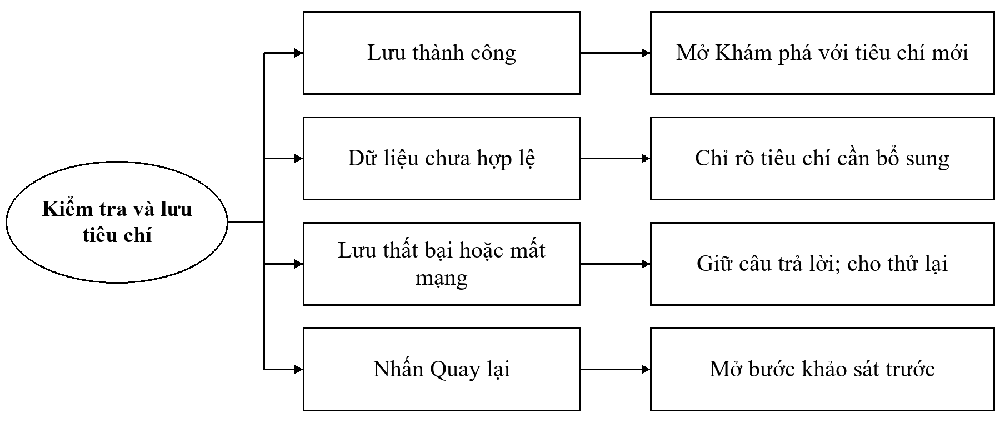 Lưu thành công
Mở Khám phá với tiêu chí mới
Dữ liệu chưa hợp lệ
Chỉ rõ tiêu chí cần bổ sung
Kiểm tra và lưu
tiêu chí
Lưu thất bại hoặc mất
mạng
Giữ câu trả lời; cho thử lại
Nhấn Quay lại
Mở bước khảo sát trước